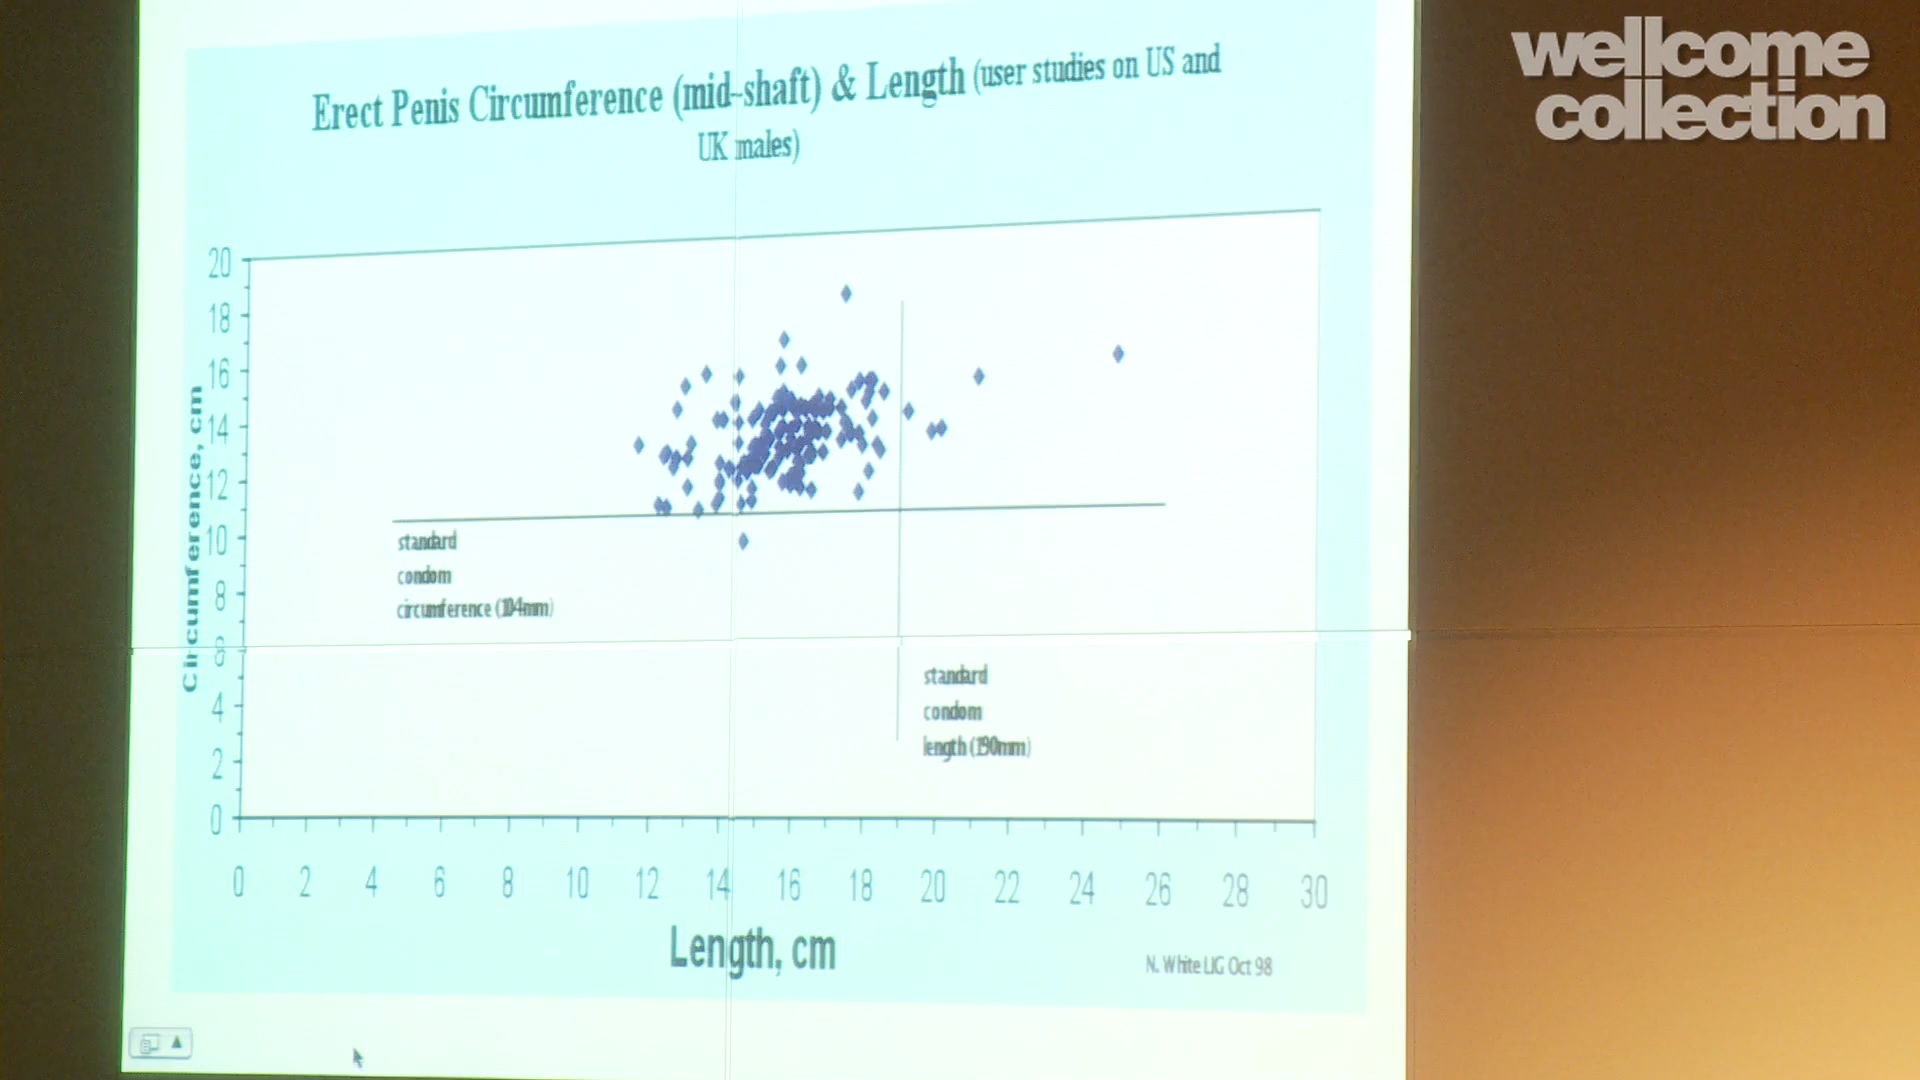 wellcome
collection
Erect Penis Circumference (mid-shaft) & Length (user studies on US and
UK males)
20
18
16
14
12
10
8
6
4
2
0
Circumference, cm
standard
condom
circumference (104mm)
standard
condom
length (190mm)
0 2 4 6 8 10 12 14 16 18 20 22 24 26 28 30
Length, cm
N. White LIG Oct 98